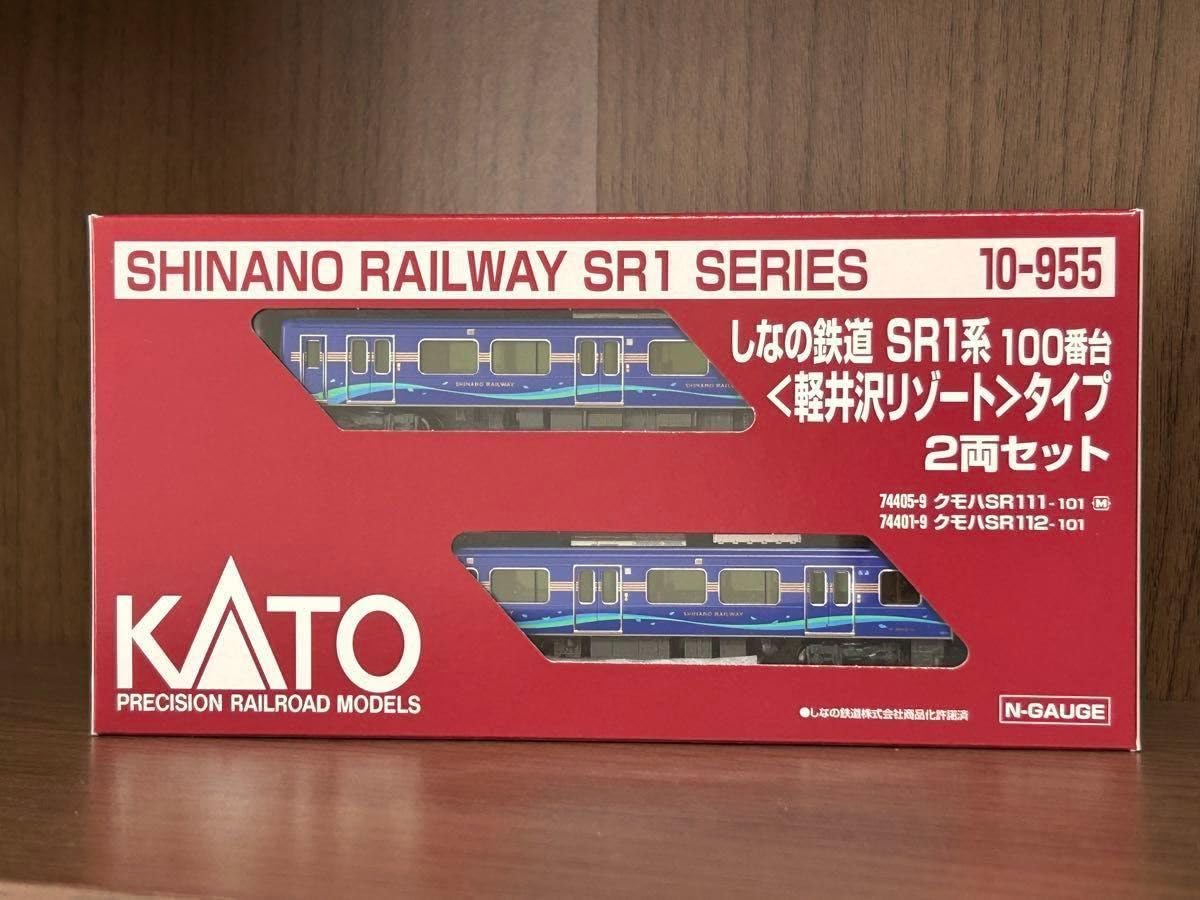 SHINANO RAILWAY SR1 SERIES 10-955
しなの鉄道 SR1系 100番台
<軽井沢リゾート>タイプ
2両セット
74405-9 クモハSR111-101 M
74401-9 クモハSR112-101
SHINANO RAILWAY
SHINANO RAILWAY
SHINANO RAILWAY
KATO
PRECISION RAILROAD MODELS
●しなの鉄道株式会社商品化許諾済
N-GAUGE